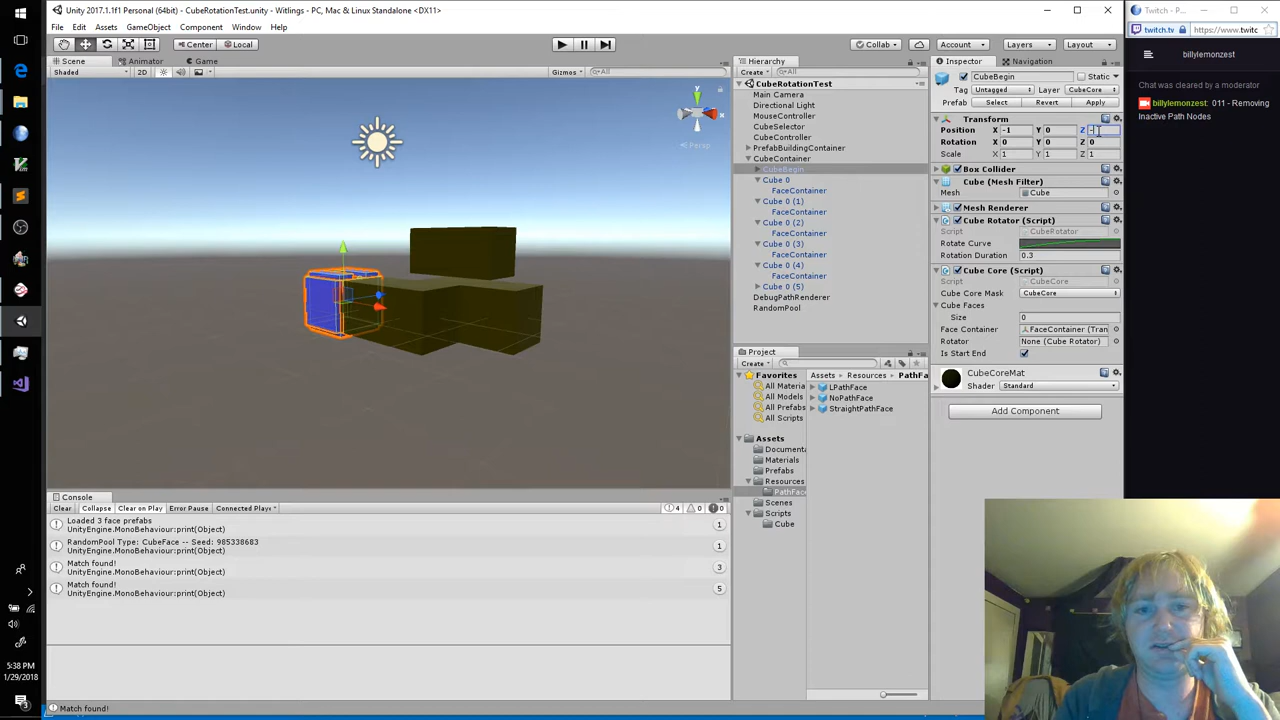 Unity 2017.1.1f1 Personal (64bit) - CubeRotationTest.unity - Witlings - PC, Mac & Linux Standalone <DX11>
Twitch - P...
File Edit Assets GameObject Component Window Help
twitch.tv https://www.twitc
Center Local
Collab Account Layers Layout
billylemonzest
Scene Animator Game
Shaded 2D Gizmos All
Persp
Hierarchy
Create All
CubeRotationTest
Main Camera
Directional Light
MouseController
CubeSelector
CubeController
PrefabBuildingContainer
CubeContainer
CubeBegin
Cube 0
FaceContainer
Cube 0 (1)
FaceContainer
Cube 0 (2)
FaceContainer
Cube 0 (3)
FaceContainer
Cube 0 (4)
FaceContainer
Cube 0 (5)
DebugPathRenderer
RandomPool
Inspector Navigation
CubeBegin Static
Tag Untagged Layer CubeCore
Prefab Select Revert Apply
Transform
Position X -1 Y 0 Z -
Rotation X 0 Y 0 Z 0
Scale X 1 Y 1 Z 1
Box Collider
Cube (Mesh Filter)
Mesh Cube
Mesh Renderer
Cube Rotator (Script)
Script CubeRotator
Rotate Curve
Rotation Duration 0.3
Cube Core (Script)
Script CubeCore
Cube Core Mask CubeCore
Cube Faces
Size 0
Face Container FaceContainer (Tran
Rotator None (Cube Rotator)
Is Start End
CubeCoreMat
Shader Standard
Add Component
Chat was cleared by a moderator
billylemonzest: 011 - Removing
Inactive Path Nodes
Project
Create
Favorites
All Materia
All Models
All Prefabs
All Scripts
Assets
Documenta
Materials
Prefabs
Resources
PathFace
Scenes
Scripts
Cube
Assets Resources PathFa
LPathFace
NoPathFace
StraightPathFace
Console
Clear Collapse Clear on Play Error Pause Connected Player 4 0 0
Loaded 3 face prefabs
UnityEngine.MonoBehaviour:print(Object) 1
RandomPool Type: CubeFace -- Seed: 985338683
UnityEngine.MonoBehaviour:print(Object) 1
Match found!
UnityEngine.MonoBehaviour:print(Object) 3
Match found!
UnityEngine.MonoBehaviour:print(Object) 5
Match found!
5:38 PM
1/29/2018